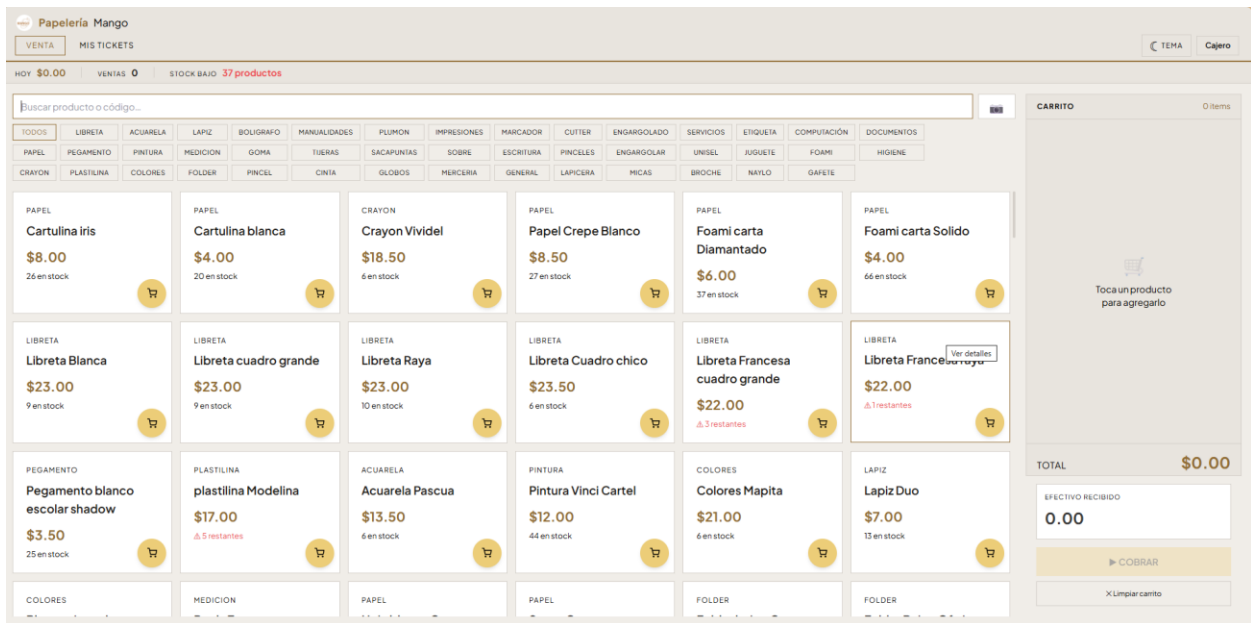 Papelería Mango
VENTA MIS TICKETS
TEMA Cajero
HOY $0.00 VENTAS 0 STOCK BAJO 37 productos
Buscar producto o código...
TODOS LIBRETA ACUARELA LAPIZ BOLIGRAFO MANUALIDADES PLUMON IMPRESIONES MARCADOR CUTTER ENGARGOLADO SERVICIOS ETIQUETA COMPUTACIÓN DOCUMENTOS
PAPEL PEGAMENTO PINTURA MEDICION GOMA TIJERAS SACAPUNTAS SOBRE ESCRITURA PINCELES ENGARGOLAR UNISEL JUGUETE FOAMI HIGIENE
CRAYON PLASTILINA COLORES FOLDER PINCEL CINTA GLOBOS MERCERIA GENERAL LAPICERA MICAS BROCHE NAYLO GAFETE
PAPEL
Cartulina iris
$8.00
26 en stock
PAPEL
Cartulina blanca
$4.00
20 en stock
CRAYON
Crayon Vividel
$18.50
6 en stock
PAPEL
Papel Crepe Blanco
$8.50
27 en stock
PAPEL
Foami carta
Diamantado
$6.00
37 en stock
PAPEL
Foami carta Solido
$4.00
66 en stock
LIBRETA
Libreta Blanca
$23.00
9 en stock
LIBRETA
Libreta cuadro grande
$23.00
9 en stock
LIBRETA
Libreta Raya
$23.00
10 en stock
LIBRETA
Libreta Cuadro chico
$23.50
6 en stock
LIBRETA
Libreta Francesa
cuadro grande
$22.00
⚠ 3 restantes
LIBRETA
Ver detalles
Libreta Francesa raya
$22.00
⚠ 1 restantes
PEGAMENTO
Pegamento blanco
escolar shadow
$3.50
25 en stock
PLASTILINA
plastilina Modelina
$17.00
⚠ 5 restantes
ACUARELA
Acuarela Pascua
$13.50
6 en stock
PINTURA
Pintura Vinci Cartel
$12.00
44 en stock
COLORES
Colores Mapita
$21.00
6 en stock
LAPIZ
Lapiz Duo
$7.00
13 en stock
COLORES
MEDICION
PAPEL
PAPEL
FOLDER
FOLDER
CARRITO 0 items
Toca un producto
para agregarlo
TOTAL $0.00
EFECTIVO RECIBIDO
0.00
▶ COBRAR
X Limpiar carrito